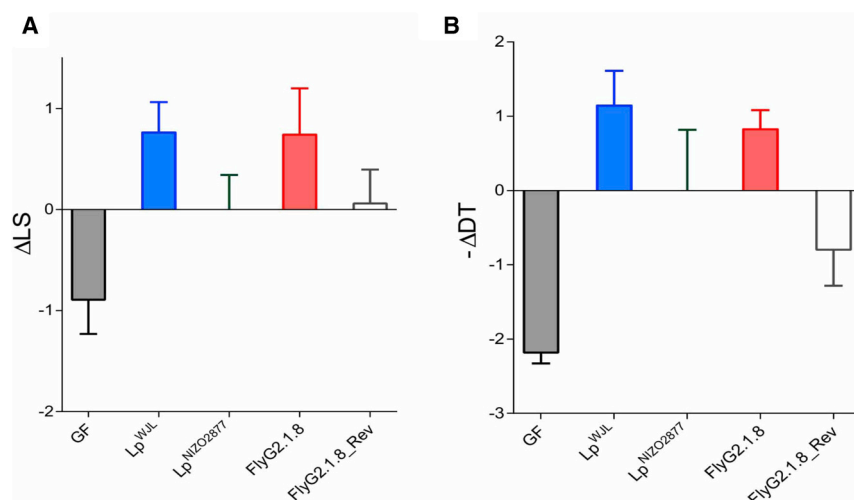 A
ΔLS
1
0
-1
-2
GF
Lp^WJL
Lp^NIZO2877
FlyG2.1.8
FlyG2.1.8_Rev
B
- ΔDT
2
1
0
-1
-2
-3
GF
Lp^WJL
Lp^NIZO2877
FlyG2.1.8
FlyG2.1.8_Rev